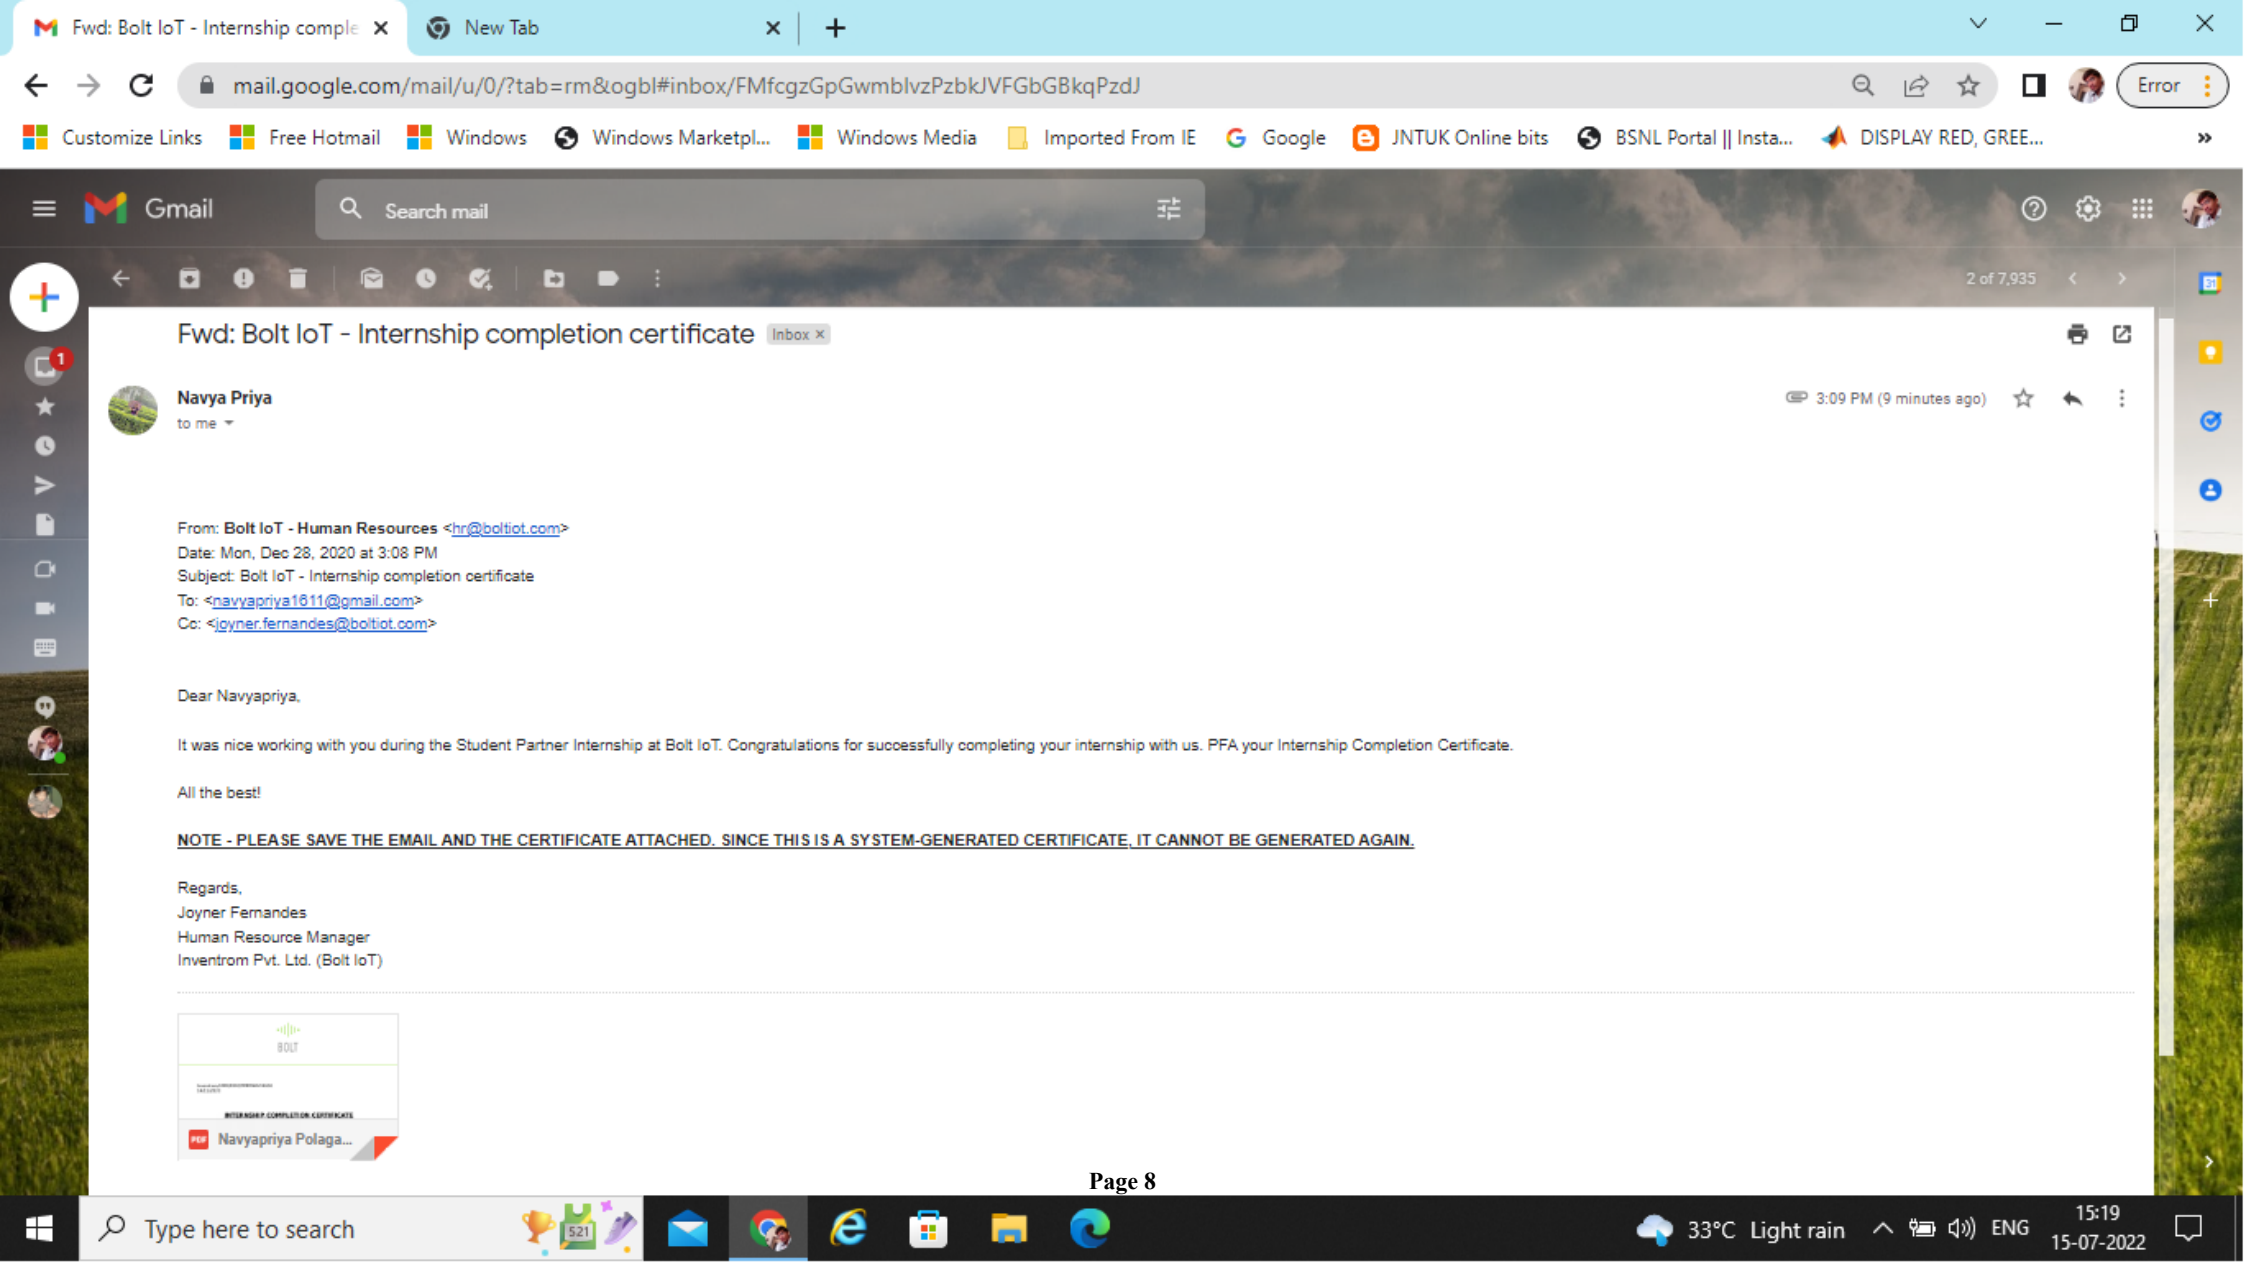 Fwd: Bolt IoT - Internship comple
New Tab
mail.google.com/mail/u/0/?tab=rm&ogbl#inbox/FMfcgzGpGwmblvzPzbkJVFGbGBkqPzdJ
Error
Customize Links Free Hotmail Windows Windows Marketpl... Windows Media Imported From IE Google JNTUK Online bits BSNL Portal || Insta... DISPLAY RED, GREE... »
Gmail
Search mail
2 of 7,935
31
Fwd: Bolt IoT - Internship completion certificate Inbox ×
1
Navya Priya
3:09 PM (9 minutes ago)
to me
From: Bolt IoT - Human Resources <hr@boltiot.com>
Date: Mon, Dec 28, 2020 at 3:08 PM
Subject: Bolt IoT - Internship completion certificate
To: <navyapriya1611@gmail.com>
Cc: <joyner.fernandes@boltiot.com>
Dear Navyapriya,
It was nice working with you during the Student Partner Internship at Bolt IoT. Congratulations for successfully completing your internship with us. PFA your Internship Completion Certificate.
All the best!
NOTE - PLEASE SAVE THE EMAIL AND THE CERTIFICATE ATTACHED. SINCE THIS IS A SYSTEM-GENERATED CERTIFICATE, IT CANNOT BE GENERATED AGAIN.
Regards,
Joyner Fernandes
Human Resource Manager
Inventrom Pvt. Ltd. (Bolt IoT)
BOLT
INTERNSHIP COMPLETION CERTIFICATE
PDF Navyapriya Polaga...
Page 8
Type here to search
521
33°C Light rain
ENG
15:19
15-07-2022